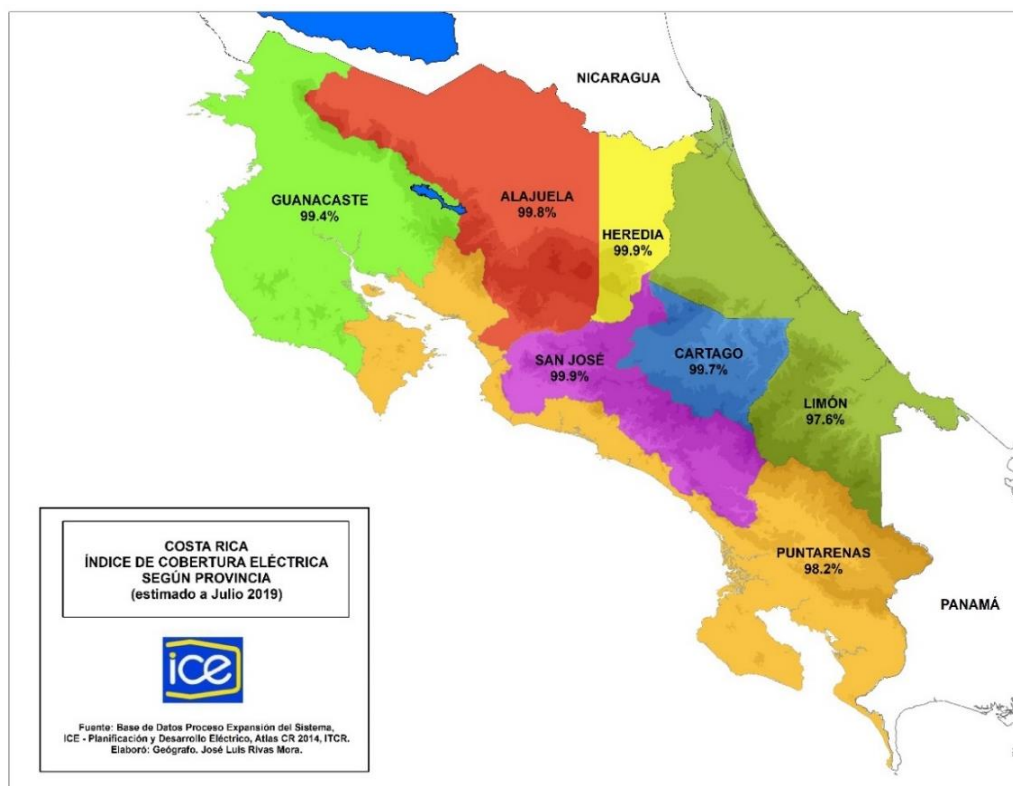 NICARAGUA
GUANACASTE
99.4%
ALAJUELA
99.8%
HEREDIA
99.9%
SAN JOSÉ
99.9%
CARTAGO
99.7%
LIMÓN
97.6%
PUNTARENAS
98.2%
PANAMÁ
COSTA RICA
ÍNDICE DE COBERTURA ELÉCTRICA
SEGÚN PROVINCIA
(estimado a Julio 2019)
ice
Fuente: Base de Datos Proceso Expansión del Sistema,
ICE - Planificación y Desarrollo Eléctrico, Atlas CR 2014, ITCR.
Elaboró: Geógrafo. José Luis Rivas Mora.